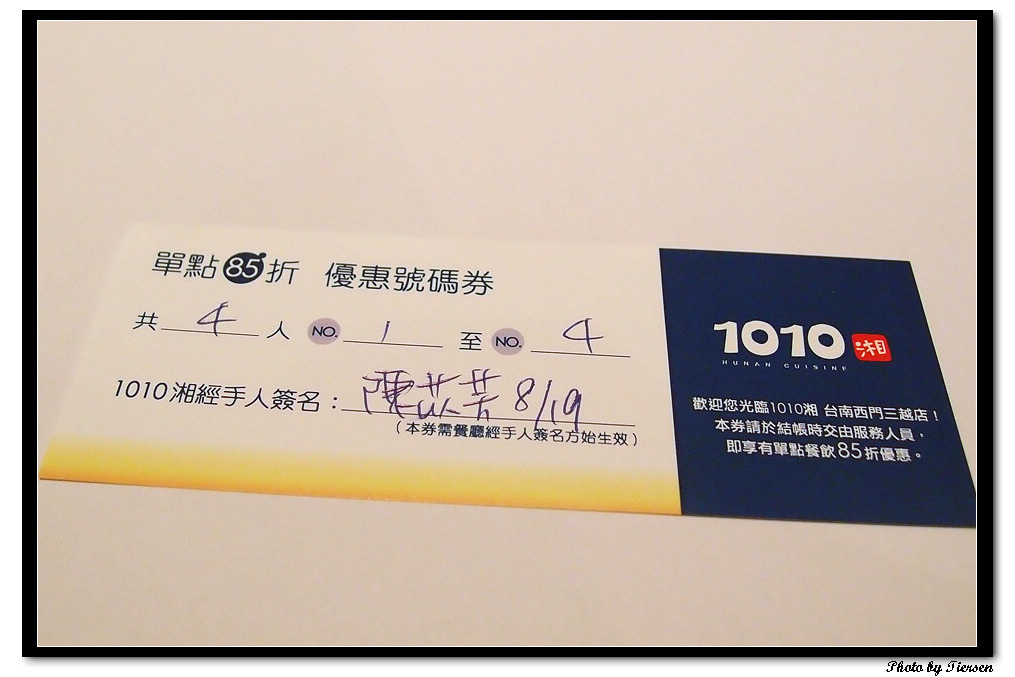 單點85折 優惠號碼券
共 4 人 NO. 1 至 NO. 4
1010湘經手人簽名：陳苡芳 8/19
（本券需餐廳經手人簽名方始生效）
1010 湘
HUNAN CUISINE
歡迎您光臨1010湘 台南西門三越店！
本券請於結帳時交由服務人員，
即享有單點餐飲85折優惠。
Photo by Tiersen